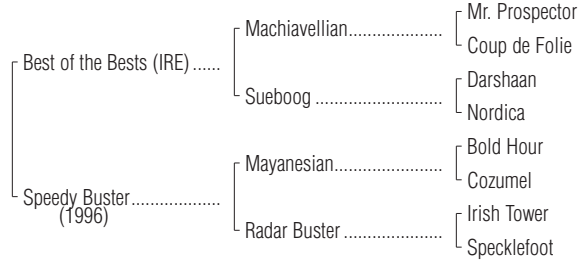 Mr. Prospector
Machiavellian.....................
Coup de Folie
Best of the Bests (IRE) ......
Darshaan
Sueboog .............................
Nordica
Bold Hour
Mayanesian........................
Cozumel
Speedy Buster...................
(1996)
Irish Tower
Radar Buster ......................
Specklefoot